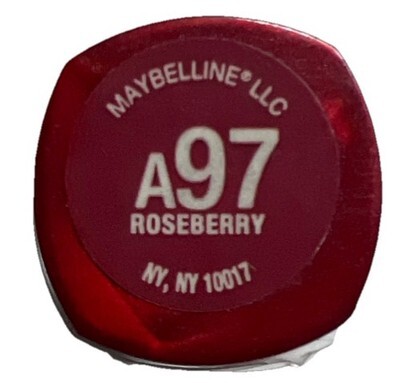 MAYBELLINE® LLC
A97
ROSEBERRY
NY, NY 10017